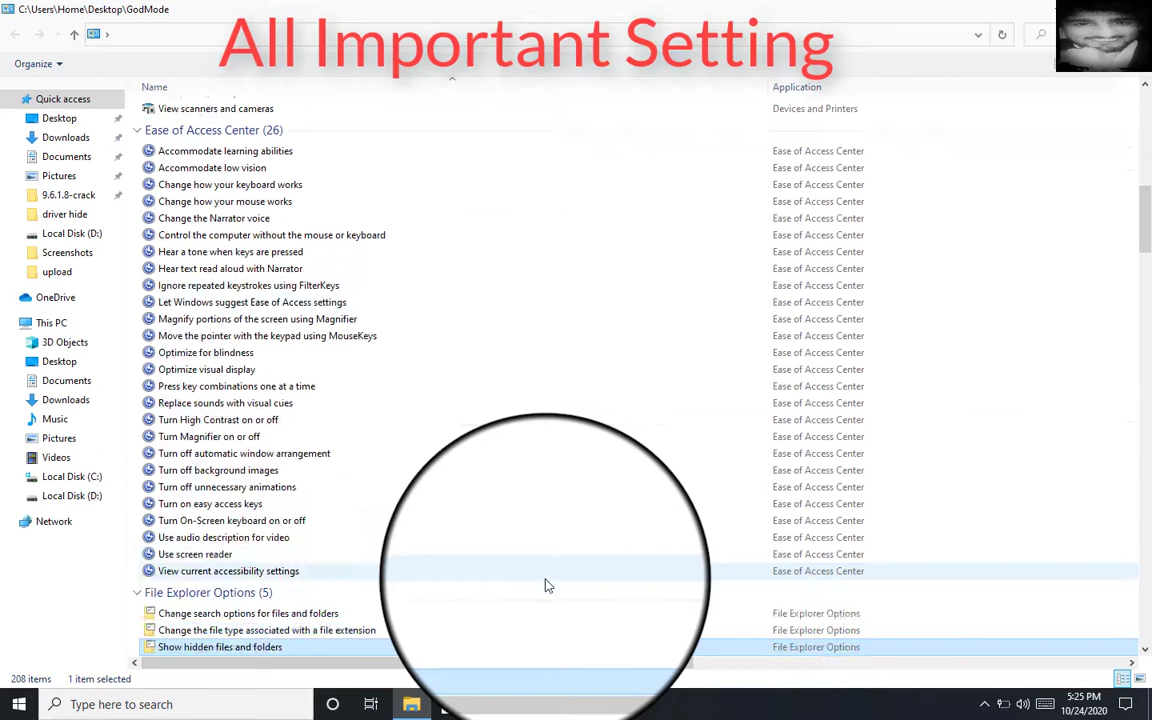 C:\Users\Home\Desktop\GodMode
All Important Setting
Organize
Name
Application
Quick access
Desktop
Downloads
Documents
Pictures
9.6.1.8-crack
driver hide
Local Disk (D:)
Screenshots
upload
OneDrive
This PC
3D Objects
Desktop
Documents
Downloads
Music
Pictures
Videos
Local Disk (C:)
Local Disk (D:)
Network
View scanners and cameras Devices and Printers
Ease of Access Center (26)
Accommodate learning abilities Ease of Access Center
Accommodate low vision Ease of Access Center
Change how your keyboard works Ease of Access Center
Change how your mouse works Ease of Access Center
Change the Narrator voice Ease of Access Center
Control the computer without the mouse or keyboard Ease of Access Center
Hear a tone when keys are pressed Ease of Access Center
Hear text read aloud with Narrator Ease of Access Center
Ignore repeated keystrokes using FilterKeys Ease of Access Center
Let Windows suggest Ease of Access settings Ease of Access Center
Magnify portions of the screen using Magnifier Ease of Access Center
Move the pointer with the keypad using MouseKeys Ease of Access Center
Optimize for blindness Ease of Access Center
Optimize visual display Ease of Access Center
Press key combinations one at a time Ease of Access Center
Replace sounds with visual cues Ease of Access Center
Turn High Contrast on or off Ease of Access Center
Turn Magnifier on or off Ease of Access Center
Turn off automatic window arrangement Ease of Access Center
Turn off background images Ease of Access Center
Turn off unnecessary animations Ease of Access Center
Turn on easy access keys Ease of Access Center
Turn On-Screen keyboard on or off Ease of Access Center
Use audio description for video Ease of Access Center
Use screen reader Ease of Access Center
View current accessibility settings Ease of Access Center
File Explorer Options (5)
Change search options for files and folders File Explorer Options
Change the file type associated with a file extension File Explorer Options
Show hidden files and folders File Explorer Options
208 items 1 item selected
Type here to search
5:25 PM
10/24/2020